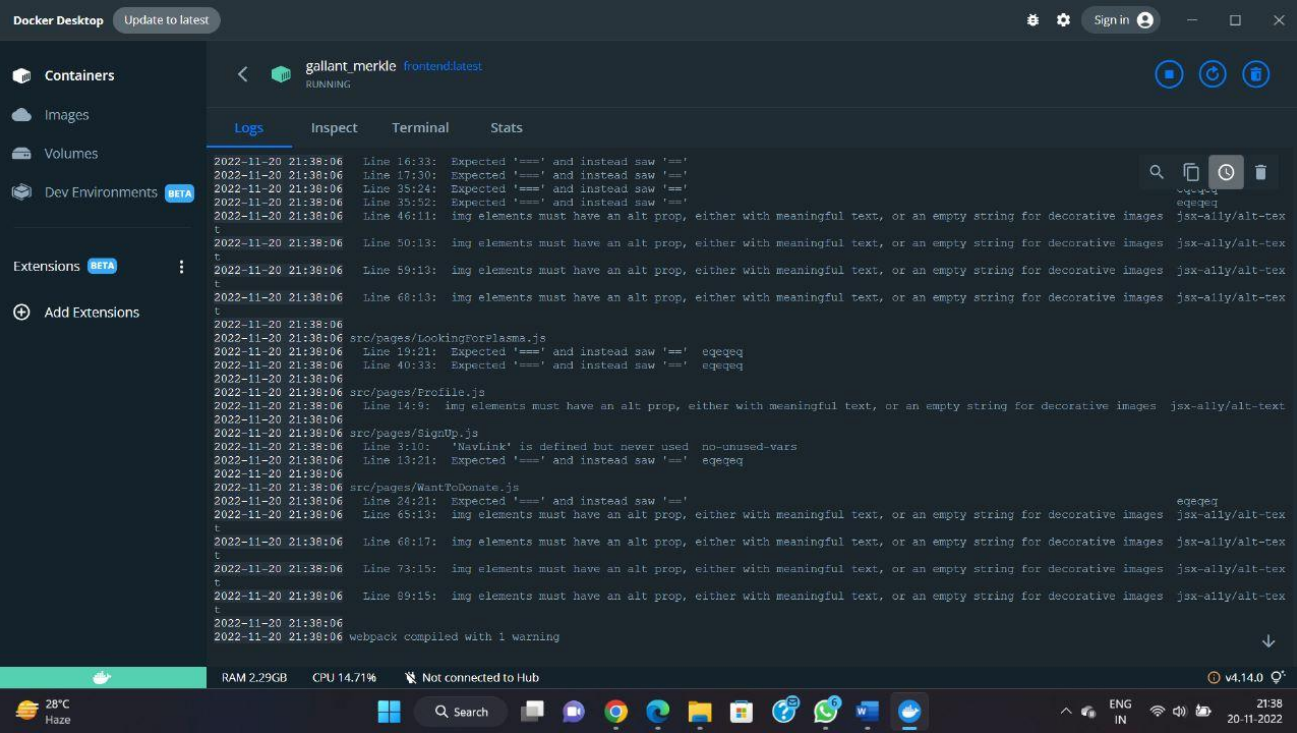 Docker Desktop Update to latest Sign in
Containers
Images
Volumes
Dev Environments BETA
Extensions BETA
Add Extensions
gallant_merkle frontend:latest
RUNNING
Logs Inspect Terminal Stats
2022-11-20 21:38:06 Line 16:33: Expected '===' and instead saw '=='
2022-11-20 21:38:06 Line 17:30: Expected '===' and instead saw '=='
2022-11-20 21:38:06 Line 35:24: Expected '===' and instead saw '==' eqeqeq
2022-11-20 21:38:06 Line 35:52: Expected '===' and instead saw '==' eqeqeq
2022-11-20 21:38:06 Line 46:11: img elements must have an alt prop, either with meaningful text, or an empty string for decorative images jsx-a11y/alt-tex
t
2022-11-20 21:38:06 Line 50:13: img elements must have an alt prop, either with meaningful text, or an empty string for decorative images jsx-a11y/alt-tex
t
2022-11-20 21:38:06 Line 59:13: img elements must have an alt prop, either with meaningful text, or an empty string for decorative images jsx-a11y/alt-tex
t
2022-11-20 21:38:06 Line 68:13: img elements must have an alt prop, either with meaningful text, or an empty string for decorative images jsx-a11y/alt-tex
t
2022-11-20 21:38:06
2022-11-20 21:38:06 src/pages/LookingForPlasma.js
2022-11-20 21:38:06 Line 19:21: Expected '===' and instead saw '==' eqeqeq
2022-11-20 21:38:06 Line 40:33: Expected '===' and instead saw '==' eqeqeq
2022-11-20 21:38:06
2022-11-20 21:38:06 src/pages/Profile.js
2022-11-20 21:38:06 Line 14:9: img elements must have an alt prop, either with meaningful text, or an empty string for decorative images jsx-a11y/alt-text
2022-11-20 21:38:06
2022-11-20 21:38:06 src/pages/SignUp.js
2022-11-20 21:38:06 Line 3:10: 'NavLink' is defined but never used no-unused-vars
2022-11-20 21:38:06 Line 13:21: Expected '===' and instead saw '==' eqeqeq
2022-11-20 21:38:06
2022-11-20 21:38:06 src/pages/WantToDonate.js
2022-11-20 21:38:06 Line 24:21: Expected '===' and instead saw '==' eqeqeq
2022-11-20 21:38:06 Line 65:13: img elements must have an alt prop, either with meaningful text, or an empty string for decorative images jsx-a11y/alt-tex
t
2022-11-20 21:38:06 Line 68:17: img elements must have an alt prop, either with meaningful text, or an empty string for decorative images jsx-a11y/alt-tex
t
2022-11-20 21:38:06 Line 73:15: img elements must have an alt prop, either with meaningful text, or an empty string for decorative images jsx-a11y/alt-tex
t
2022-11-20 21:38:06 Line 89:15: img elements must have an alt prop, either with meaningful text, or an empty string for decorative images jsx-a11y/alt-tex
t
2022-11-20 21:38:06
2022-11-20 21:38:06 webpack compiled with 1 warning
RAM 2.29GB CPU 14.71% Not connected to Hub v4.14.0
28°C
Haze
Search
6
ENG
IN
21:38
20-11-2022